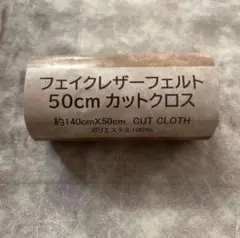 フェイクレザーフェルト
50cm カットクロス
約140cmX50cm CUT CLOTH
ポリエステル100%